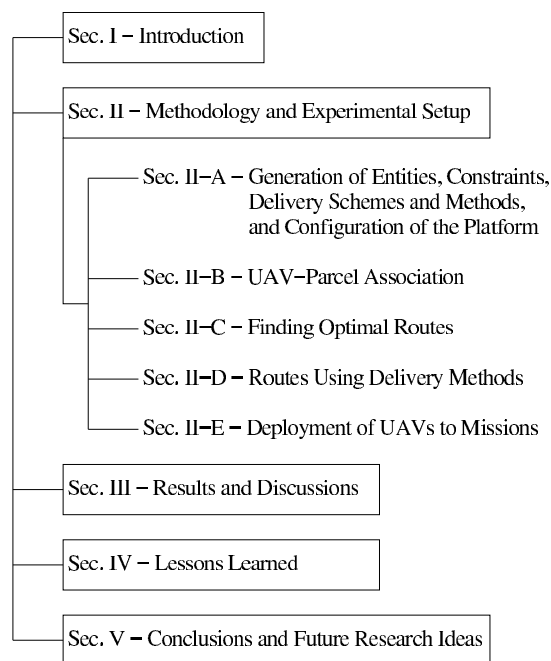 Sec. I – Introduction
Sec. II – Methodology and Experimental Setup
Sec. II–A – Generation of Entities, Constraints,
Delivery Schemes and Methods,
and Configuration of the Platform
Sec. II–B – UAV–Parcel Association
Sec. II–C – Finding Optimal Routes
Sec. II–D – Routes Using Delivery Methods
Sec. II–E – Deployment of UAVs to Missions
Sec. III – Results and Discussions
Sec. IV – Lessons Learned
Sec. V – Conclusions and Future Research Ideas